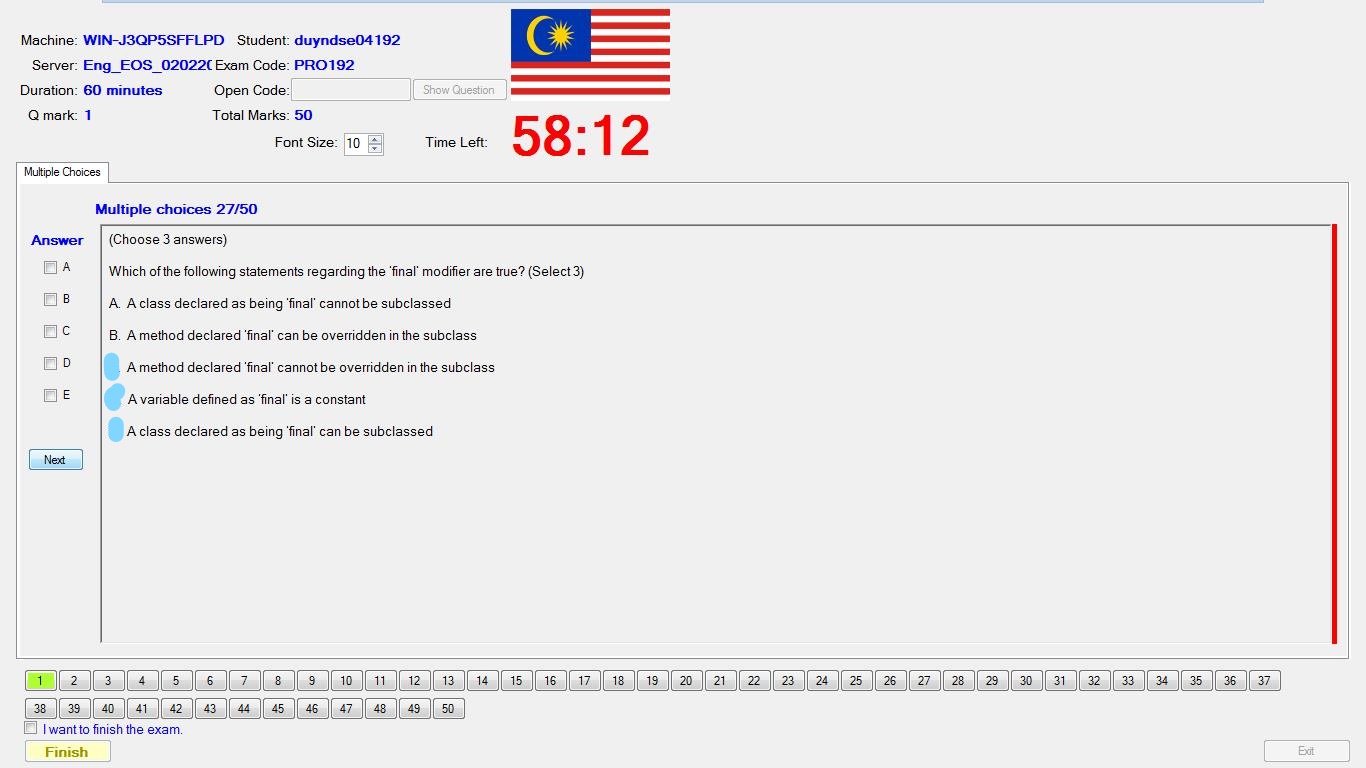 Machine: WIN-J3QP5SFFLPD Student: duyndse04192
Server: Eng_EOS_02022( Exam Code: PRO192
Duration: 60 minutes Open Code: Show Question
Q mark: 1 Total Marks: 50
Font Size: 10 Time Left: 58:12
Multiple Choices
Multiple choices 27/50
Answer
(Choose 3 answers)
A
Which of the following statements regarding the 'final' modifier are true? (Select 3)
B
A. A class declared as being 'final' cannot be subclassed
C
B. A method declared 'final' can be overridden in the subclass
D
A method declared 'final' cannot be overridden in the subclass
E
A variable defined as 'final' is a constant
A class declared as being 'final' can be subclassed
Next
1 2 3 4 5 6 7 8 9 10 11 12 13 14 15 16 17 18 19 20 21 22 23 24 25 26 27 28 29 30 31 32 33 34 35 36 37
38 39 40 41 42 43 44 45 46 47 48 49 50
I want to finish the exam.
Finish Exit